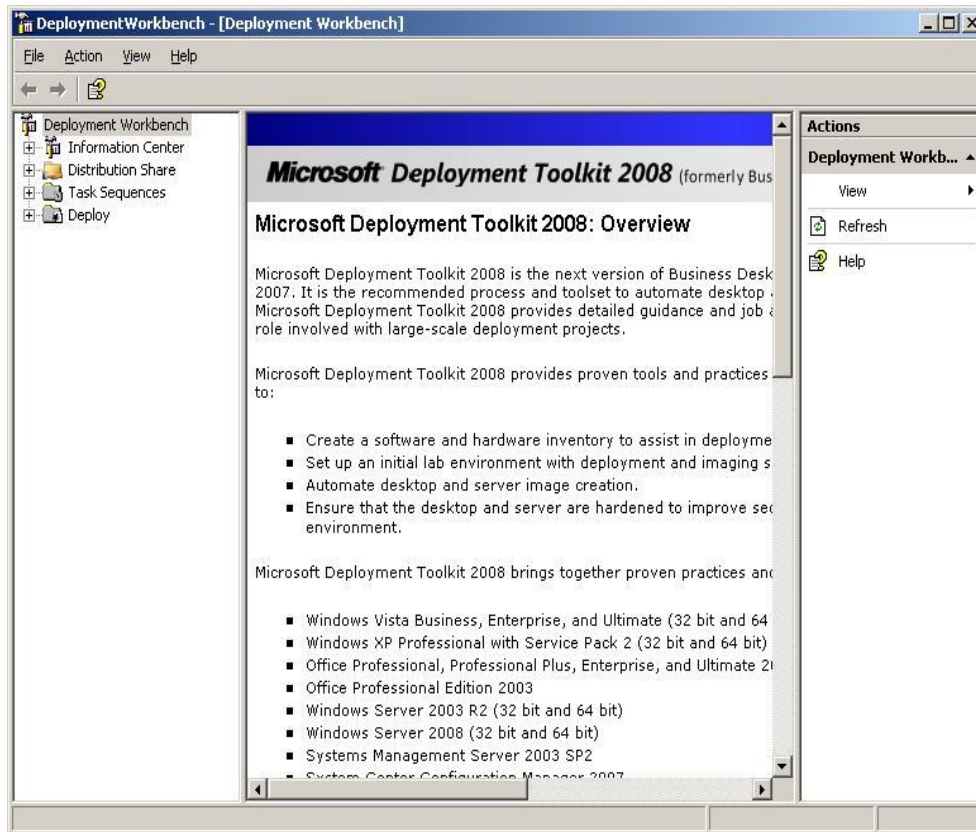 DeploymentWorkbench - [Deployment Workbench]
File Action View Help
Deployment Workbench
Information Center
Distribution Share
Task Sequences
Deploy
Microsoft Deployment Toolkit 2008 (formerly Bus
Microsoft Deployment Toolkit 2008: Overview
Microsoft Deployment Toolkit 2008 is the next version of Business Desk
2007. It is the recommended process and toolset to automate desktop
Microsoft Deployment Toolkit 2008 provides detailed guidance and job
role involved with large-scale deployment projects.
Microsoft Deployment Toolkit 2008 provides proven tools and practices
to:
Create a software and hardware inventory to assist in deployme
Set up an initial lab environment with deployment and imaging s
Automate desktop and server image creation.
Ensure that the desktop and server are hardened to improve sec
environment.
Microsoft Deployment Toolkit 2008 brings together proven practices and
Windows Vista Business, Enterprise, and Ultimate (32 bit and 64
Windows XP Professional with Service Pack 2 (32 bit and 64 bit)
Office Professional, Professional Plus, Enterprise, and Ultimate 2
Office Professional Edition 2003
Windows Server 2003 R2 (32 bit and 64 bit)
Windows Server 2008 (32 bit and 64 bit)
Systems Management Server 2003 SP2
System Center Configuration Manager 2007
Actions
Deployment Workb...
View
Refresh
Help